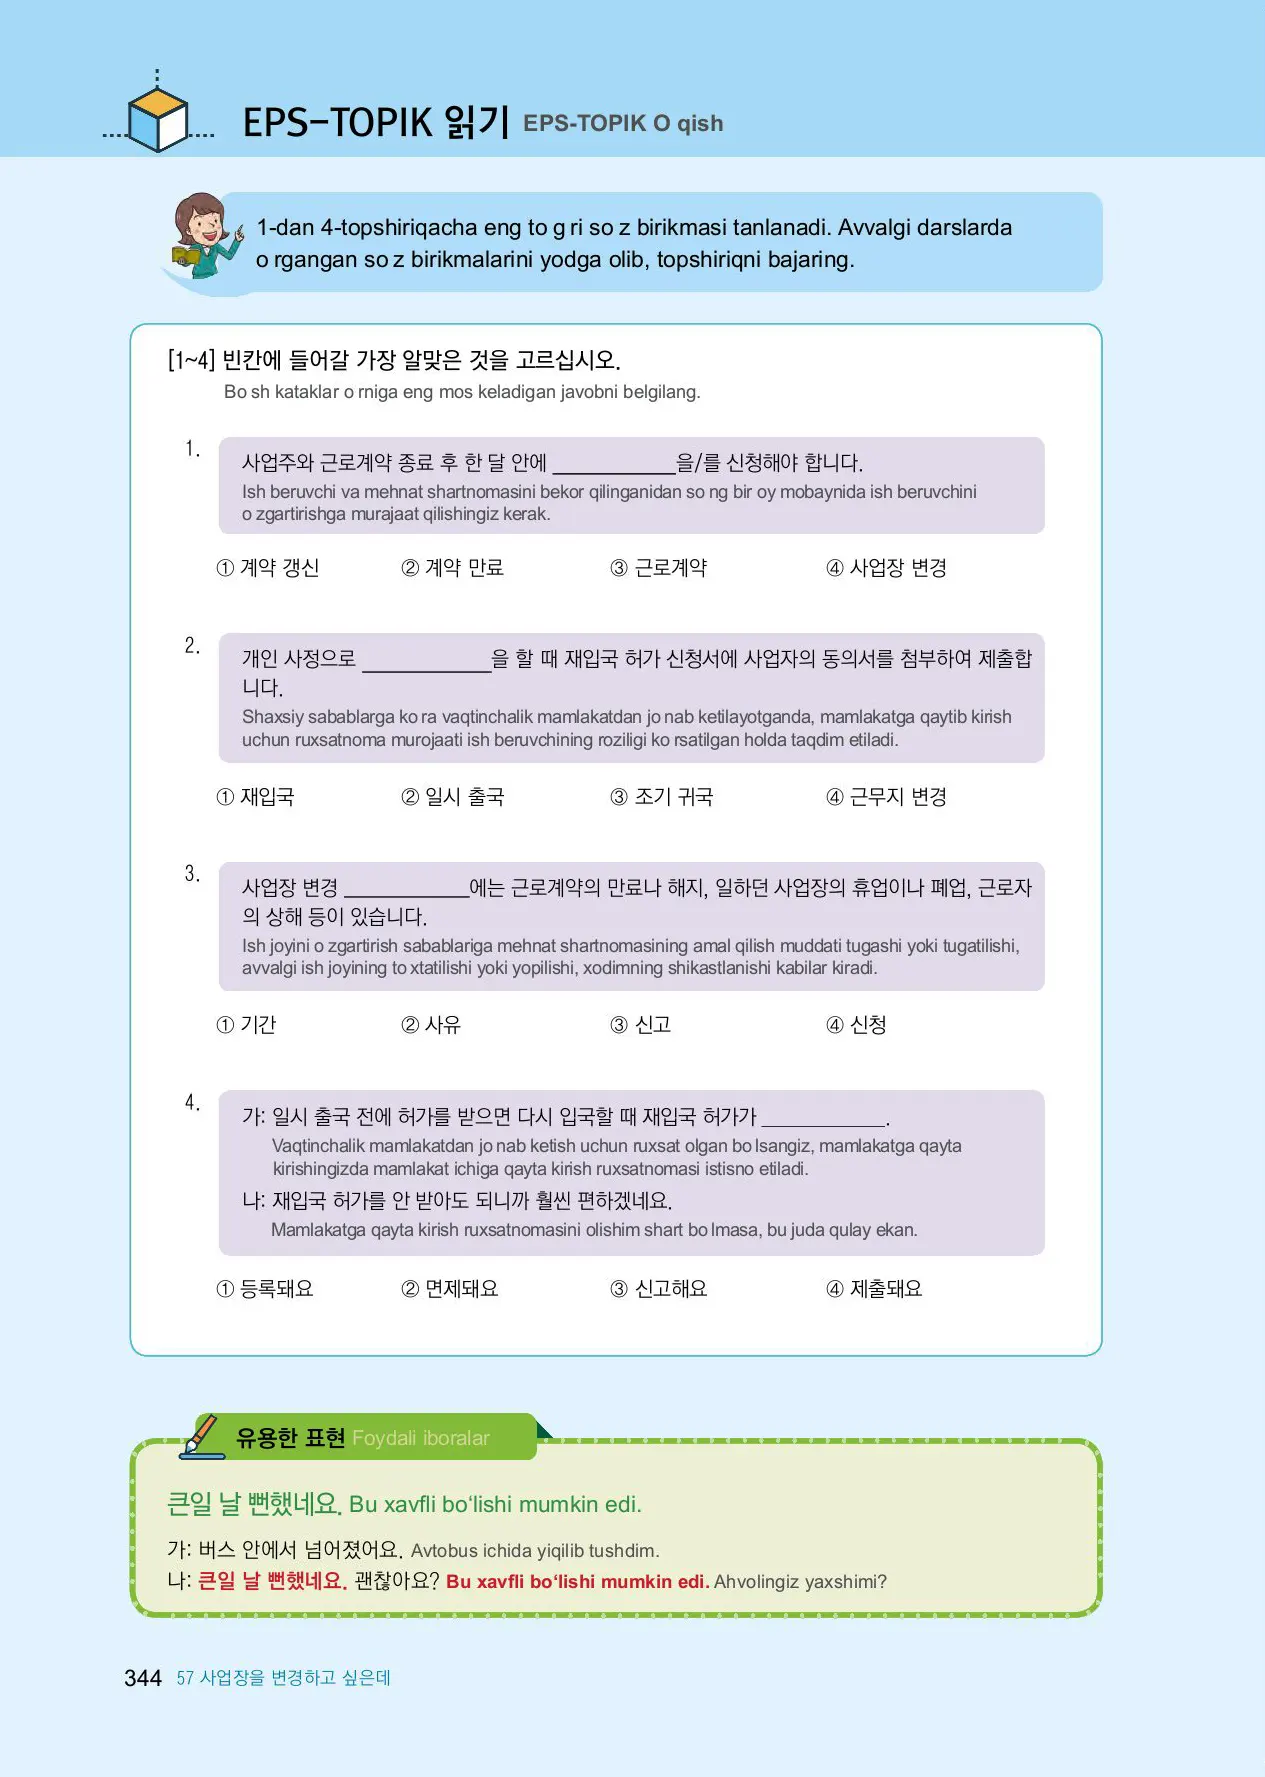 EPS-TOPIK 읽기 EPS-TOPIK O qish
1-dan 4-topshiriqacha eng to g ri so z birikmasi tanlanadi. Avvalgi darslarda
o rgangan so z birikmalarini yodga olib, topshiriqni bajaring.
[1~4] 빈칸에 들어갈 가장 알맞은 것을 고르십시오.
Bo sh kataklar o rniga eng mos keladigan javobni belgilang.
1.
사업주와 근로계약 종료 후 한 달 안에 ____________을/를 신청해야 합니다.
Ish beruvchi va mehnat shartnomasini bekor qilinganidan so ng bir oy mobaynida ish beruvchini
o zgartirishga murajaat qilishingiz kerak.
① 계약 갱신 ② 계약 만료 ③ 근로계약 ④ 사업장 변경
2.
개인 사정으로 ____________을 할 때 재입국 허가 신청서에 사업자의 동의서를 첨부하여 제출합
니다.
Shaxsiy sabablarga ko ra vaqtinchalik mamlakatdan jo nab ketilayotganda, mamlakatga qaytib kirish
uchun ruxsatnoma murojaati ish beruvchining roziligi ko rsatilgan holda taqdim etiladi.
① 재입국 ② 일시 출국 ③ 조기 귀국 ④ 근무지 변경
3.
사업장 변경 ____________에는 근로계약의 만료나 해지, 일하던 사업장의 휴업이나 폐업, 근로자
의 상해 등이 있습니다.
Ish joyini o zgartirish sabablariga mehnat shartnomasining amal qilish muddati tugashi yoki tugatilishi,
avvalgi ish joyining to xtatilishi yoki yopilishi, xodimning shikastlanishi kabilar kiradi.
① 기간 ② 사유 ③ 신고 ④ 신청
4.
가: 일시 출국 전에 허가를 받으면 다시 입국할 때 재입국 허가가 ____________.
Vaqtinchalik mamlakatdan jo nab ketish uchun ruxsat olgan bo lsangiz, mamlakatga qayta
kirishingizda mamlakat ichiga qayta kirish ruxsatnomasi istisno etiladi.
냐: 재입국 허가를 안 받아도 되니까 훨씬 편하겠네요.
Mamlakatga qayta kirish ruxsatnomasini olishim shart bo lmasa, bu juda qulay ekan.
① 등록돼요 ② 면제돼요 ③ 신고해요 ④ 제출돼요
유용한 표현 Foydali iboralar
큰일 날 뻔했네요. Bu xavfli bo‘lishi mumkin edi.
가: 버스 안에서 넘어졌어요. Avtobus ichida yiqilib tushdim.
나: 큰일 날 뻔했네요. 괜찮아요? Bu xavfli bo‘lishi mumkin edi. Ahvolingiz yaxshimi?
344 57 사업장을 변경하고 싶은데